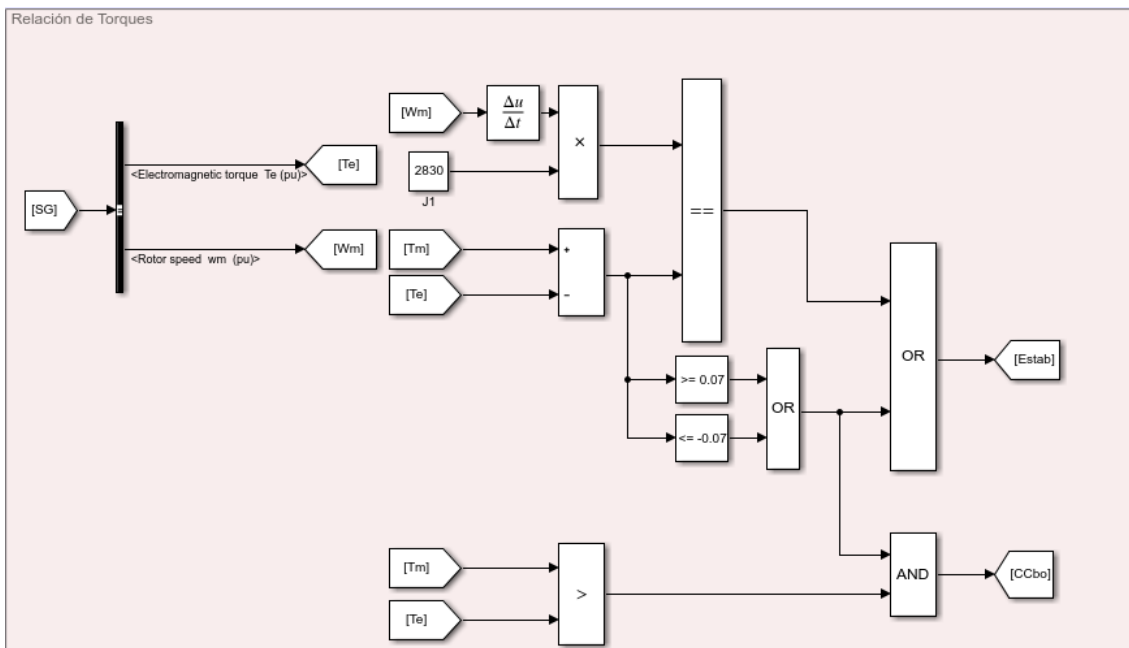 Relación de Torques
[SG]
[Te]
<Electromagnetic torque Te (pu)>
[Wm]
<Rotor speed wm (pu)>
[Wm]
Δu
Δt
×
2830
J1
[Tm]
+
[Te]
−
==
>= 0.07
<= -0.07
OR
OR
[Estab]
[Tm]
[Te]
>
AND
[CCbo]